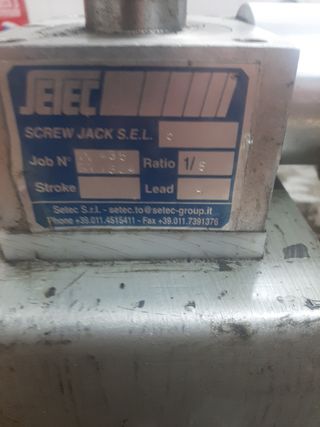 SETEC
SCREW JACK S.E.L.
Job N° Ratio 1/
Stroke Lead
Setec S.r.l. - setec.to@setec-group.it
Phone +39.011.4515411 - Fax +39.011.7391376